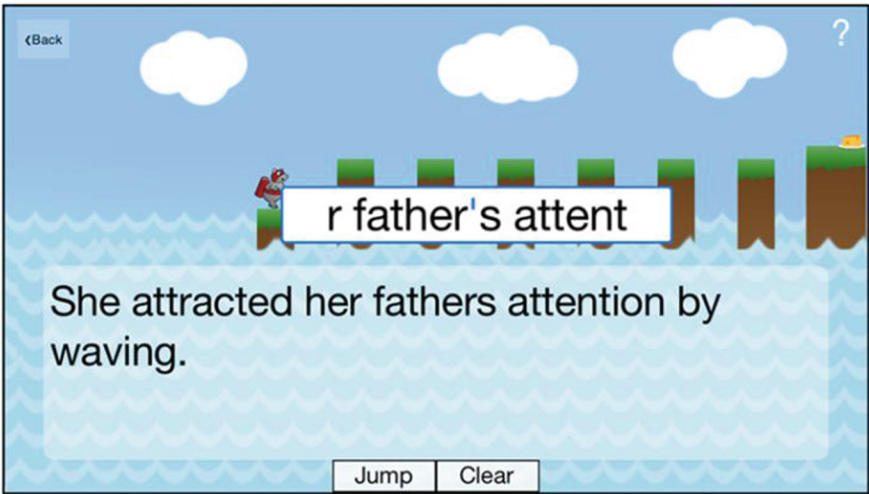 ‹Back
?
r father's attent
She attracted her fathers attention by
waving.
Jump Clear